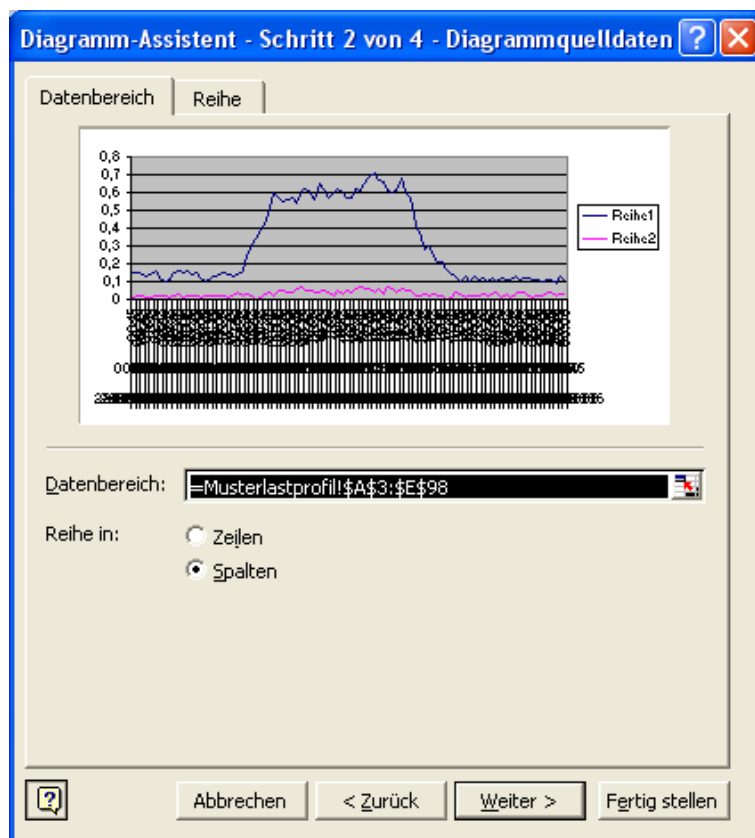 Diagramm-Assistent - Schritt 2 von 4 - Diagrammquelldaten ?
Datenbereich Reihe
0,8
0,7
0,6
0,5
0,4
0,3
0,2
0,1
0
Reihe1
Reihe2
Datenbereich: =Musterlastprofil!$A$3:$E$98
Reihe in: Zeilen
Spalten
? Abbrechen < Zurück Weiter > Fertig stellen